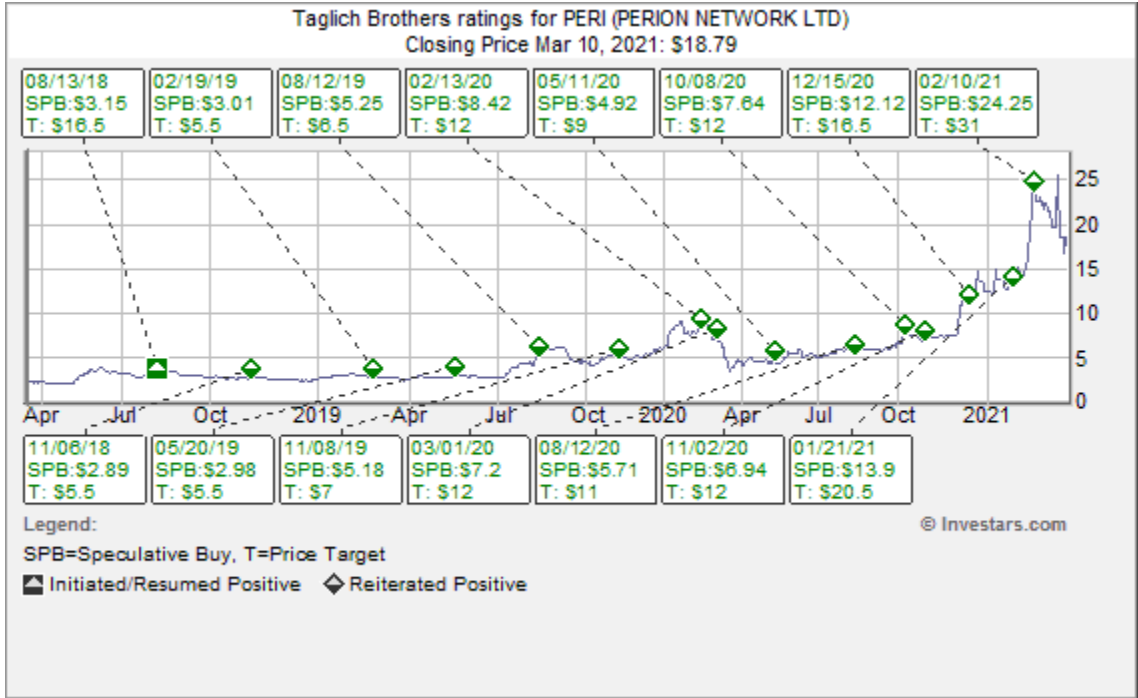 Taglich Brothers ratings for PERI (PERION NETWORK LTD)
Closing Price Mar 10, 2021: $18.79
08/13/18
SPB:$3.15
T: $16.5
02/19/19
SPB:$3.01
T: $5.5
08/12/19
SPB:$5.25
T: $6.5
02/13/20
SPB:$8.42
T: $12
05/11/20
SPB:$4.92
T: $9
10/08/20
SPB:$7.64
T: $12
12/15/20
SPB:$12.12
T: $16.5
02/10/21
SPB:$24.25
T: $31
25
20
15
10
5
0
Apr Jul Oct 2019 Apr Jul Oct 2020 Apr Jul Oct 2021
11/06/18
SPB:$2.89
T: $5.5
05/20/19
SPB:$2.98
T: $5.5
11/08/19
SPB:$5.18
T: $7
03/01/20
SPB:$7.2
T: $12
08/12/20
SPB:$5.71
T: $11
11/02/20
SPB:$6.94
T: $12
01/21/21
SPB:$13.9
T: $20.5
Legend:
© Investars.com
SPB=Speculative Buy, T=Price Target
Initiated/Resumed Positive Reiterated Positive